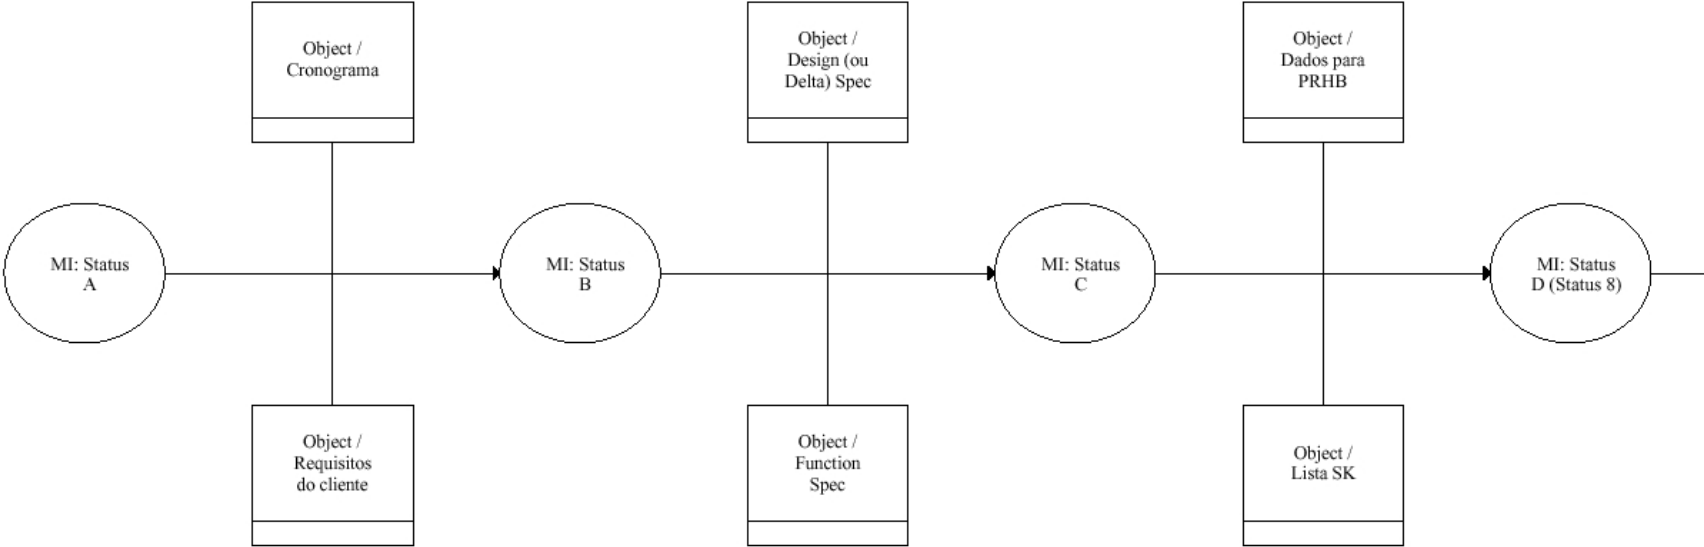 Object /
Cronograma
Object /
Design (ou
Delta) Spec
Object /
Dados para
PRHB
MI: Status
A
MI: Status
B
MI: Status
C
MI: Status
D (Status 8)
Object /
Requisitos
do cliente
Object /
Function
Spec
Object /
Lista SK